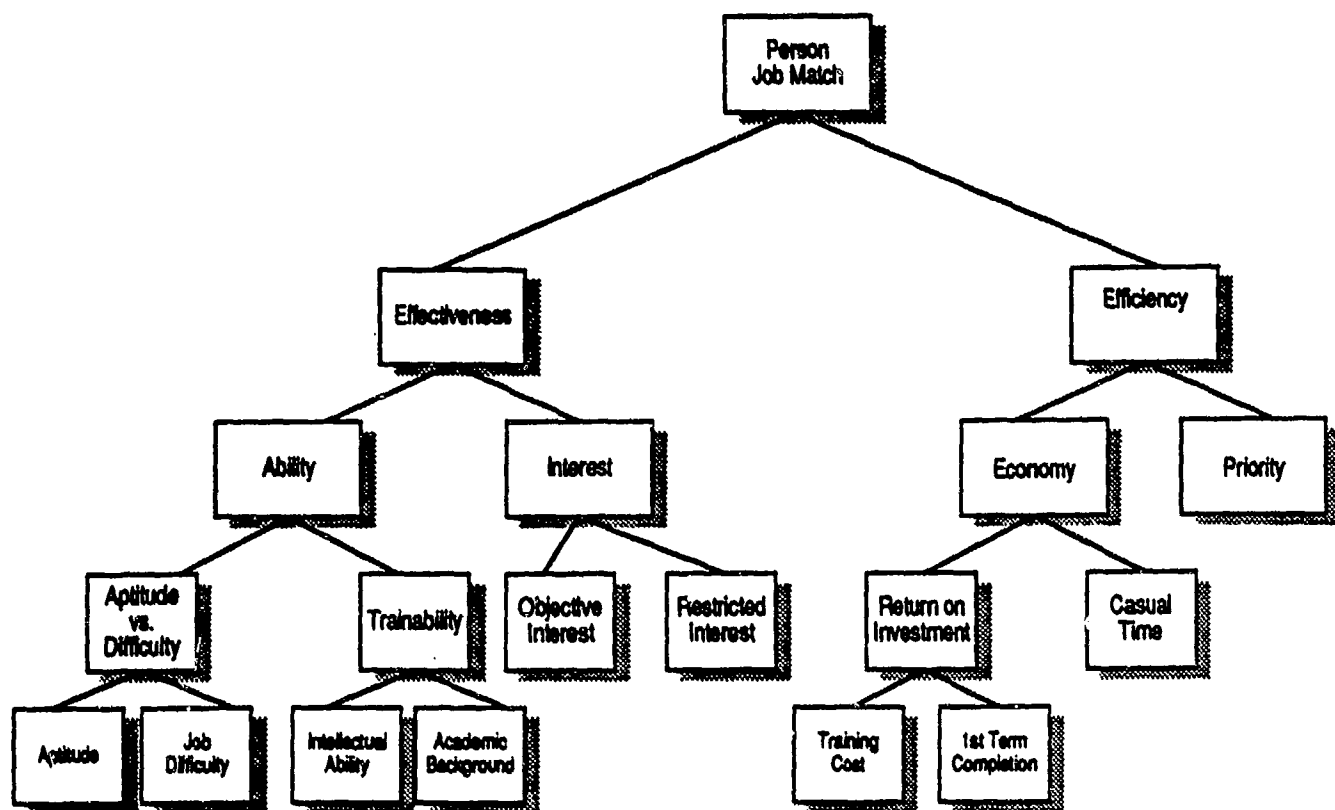 Person
Job Match
Effectiveness
Efficiency
Ability
Interest
Economy
Priority
Aptitude
vs.
Difficulty
Trainability
Objective
Interest
Restricted
Interest
Return on
Investment
Casual
Time
Aptitude
Job
Difficulty
Intellectual
Ability
Academic
Background
Training
Cost
1st Term
Completion